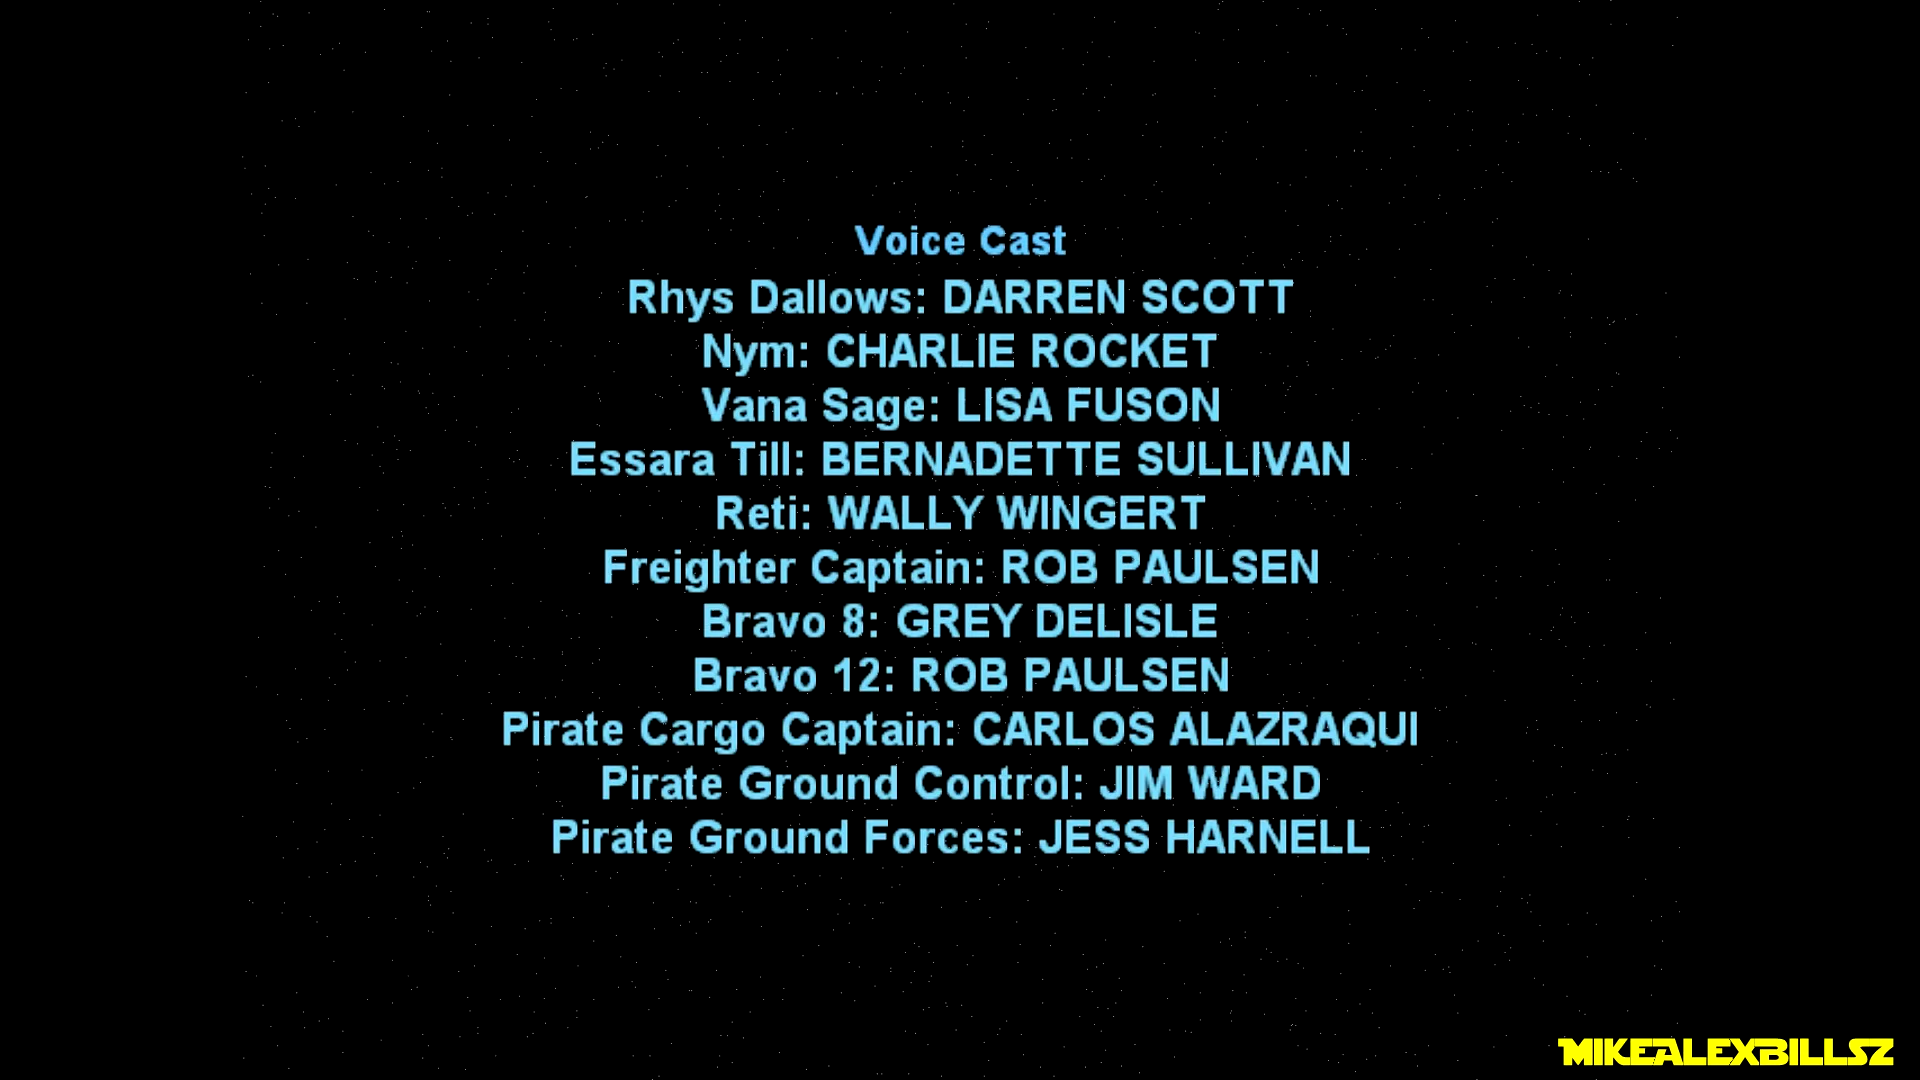 Voice Cast
Rhys Dallows: DARREN SCOTT
Nym: CHARLIE ROCKET
Vana Sage: LISA FUSON
Essara Till: BERNADETTE SULLIVAN
Reti: WALLY WINGERT
Freighter Captain: ROB PAULSEN
Bravo 8: GREY DELISLE
Bravo 12: ROB PAULSEN
Pirate Cargo Captain: CARLOS ALAZRAQUI
Pirate Ground Control: JIM WARD
Pirate Ground Forces: JESS HARNELL
MIKEALEXBILLSZ